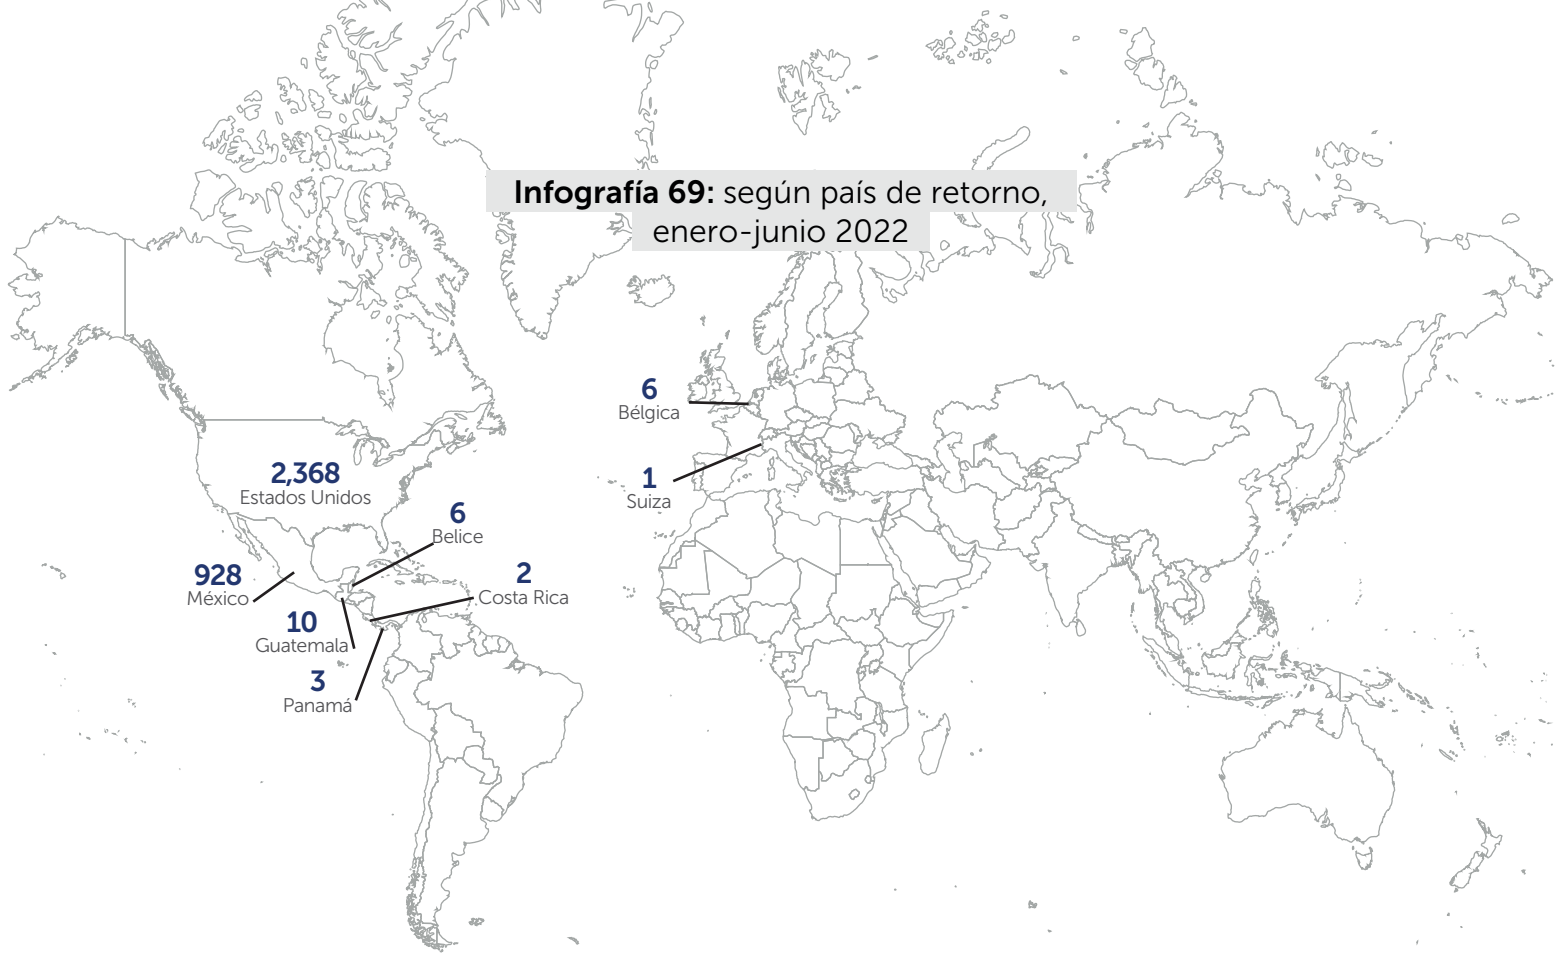 Infografía 69: según país de retorno,
enero-junio 2022
6
Bélgica
2,368
Estados Unidos
1
Suiza
6
Belice
928
México
2
Costa Rica
10
Guatemala
3
Panamá